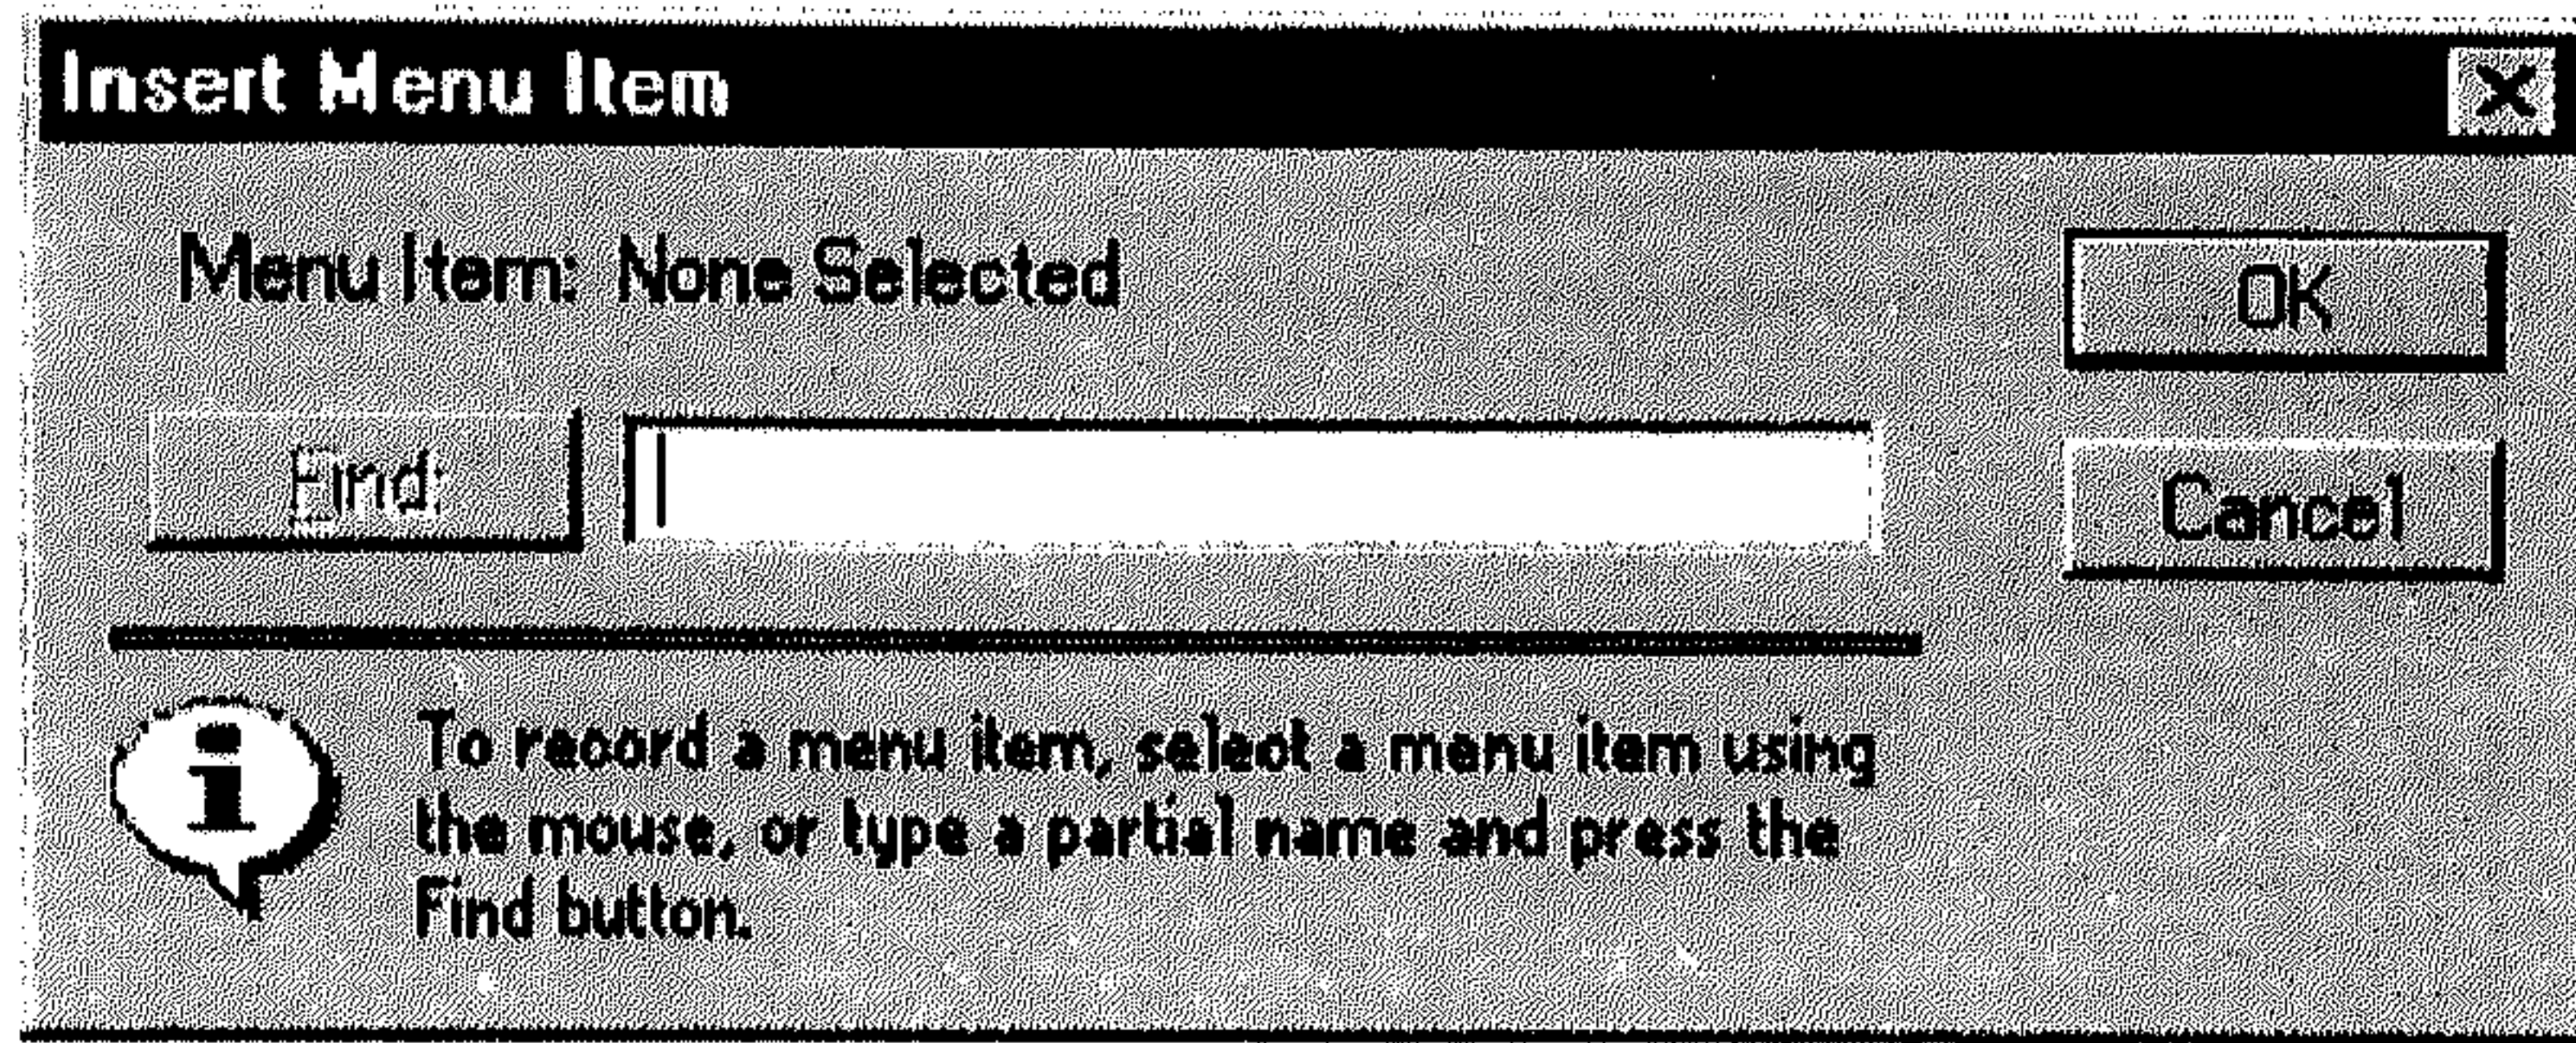 Insert Menu Item
Menu Item: None Selected
OK
Find:
Cancel
To record a menu item, select a menu item using
the mouse, or type a partial name and press the
Find button.